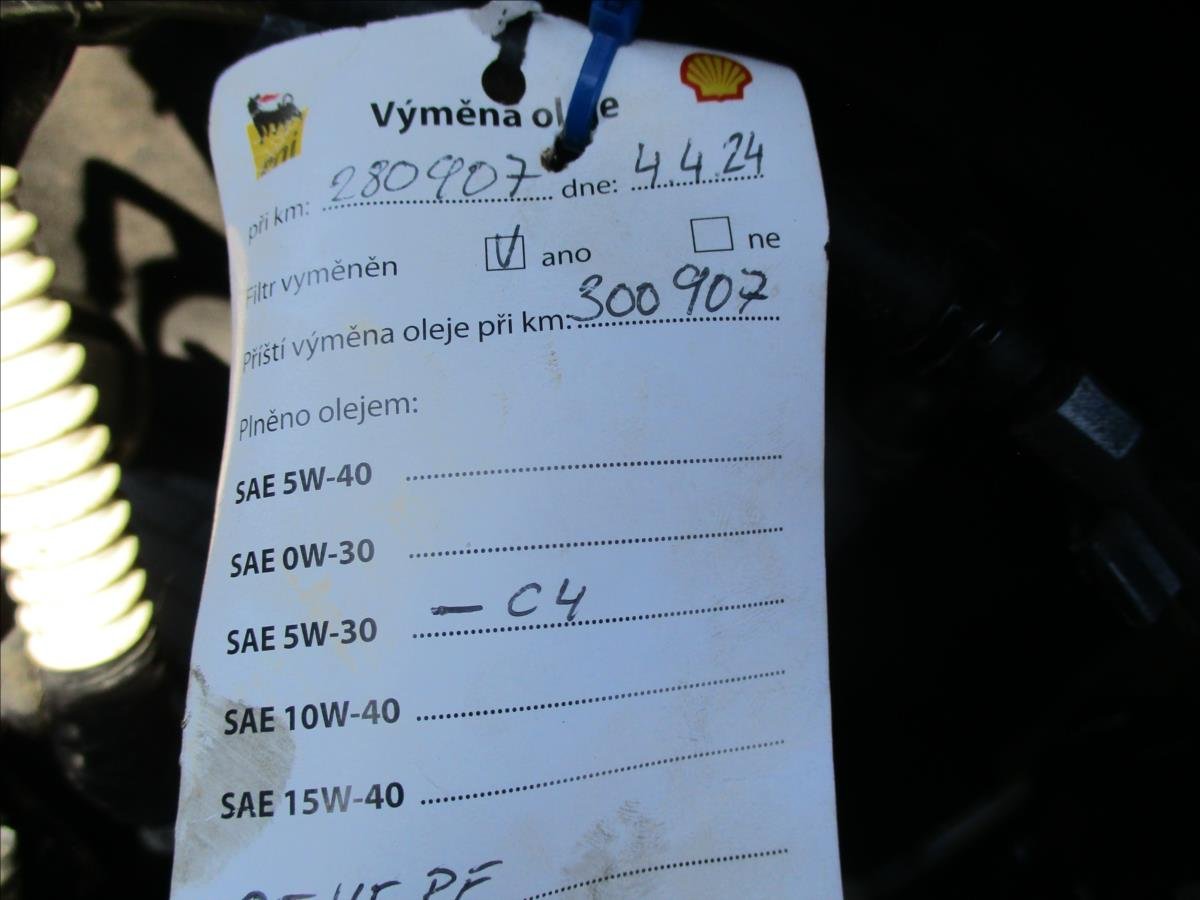 eni
Výměna oleje
při km: 280907 dne: 4.4.24
Filtr vyměněn V ano ne
Příští výměna oleje při km: 300907
Plněno olejem:
SAE 5W-40
SAE 0W-30
SAE 5W-30 – C4
SAE 10W-40
SAE 15W-40